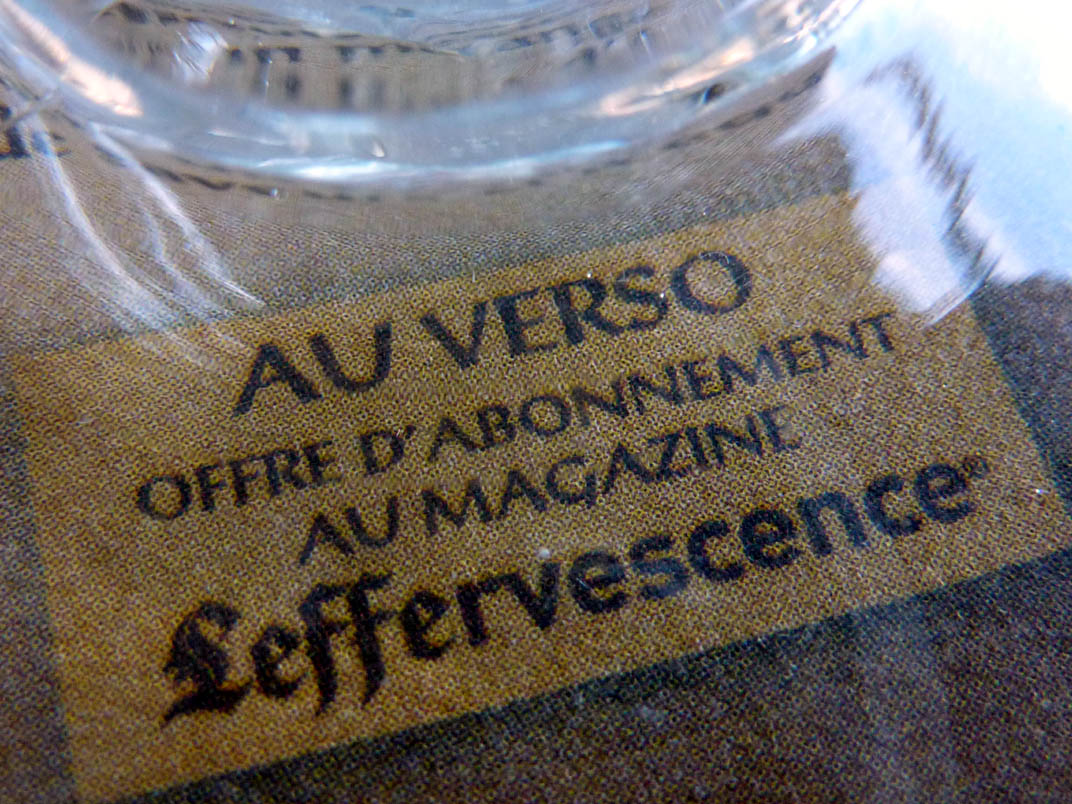 AU VERSO
OFFRE D'ABONNEMENT
AU MAGAZINE
Leffervescence®